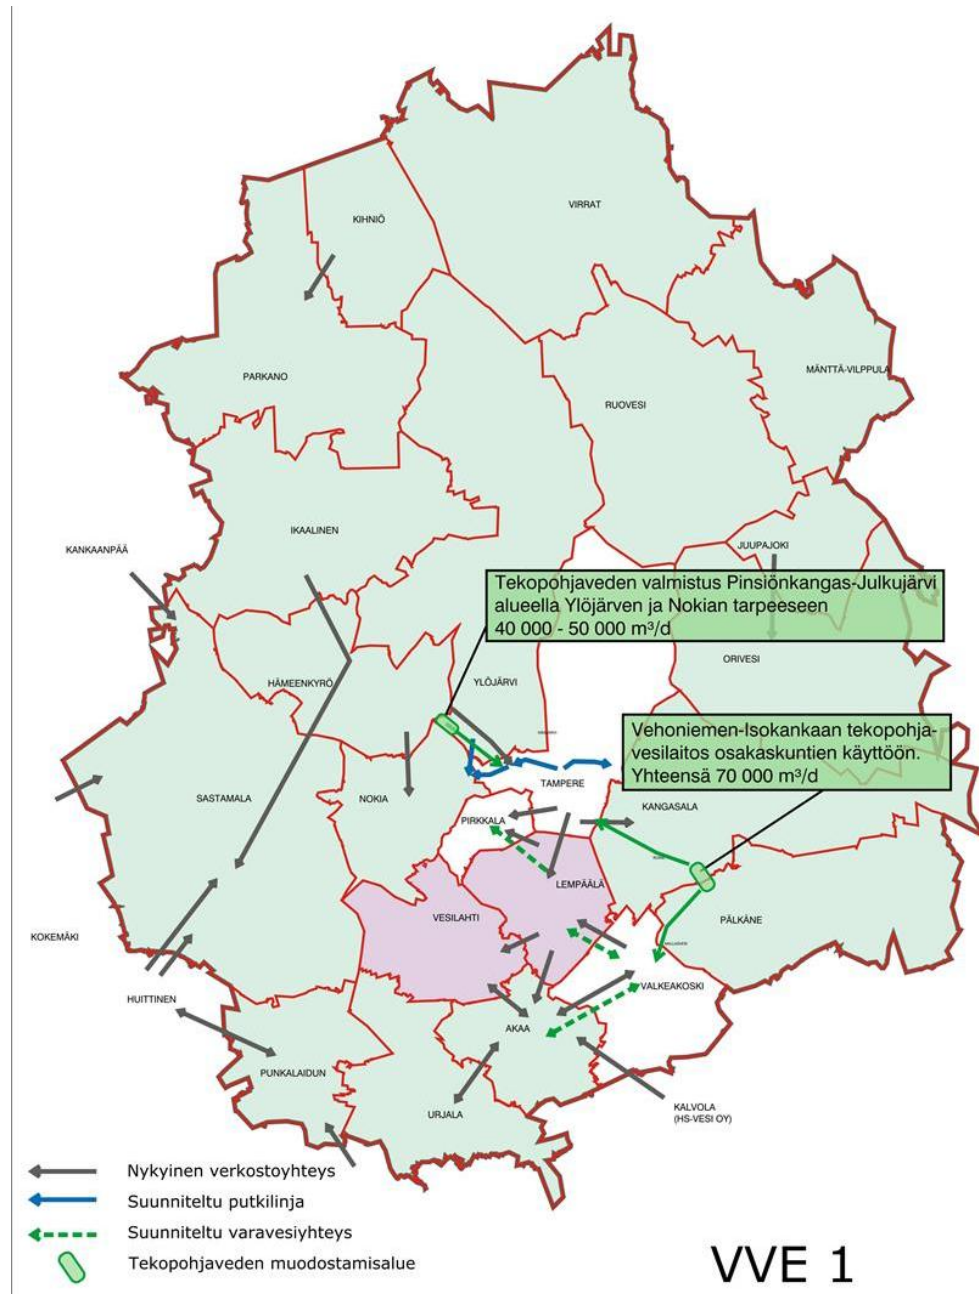 VIRRAT
KIHNIÖ
PARKANO
MÄNTTÄ-VILPPULA
RUOVESI
IKAALINEN
KANKAANPÄÄ
JUUPAJOKI
Tekopohjaveden valmistus Pinsiönkangas-Julkujärvi
alueella Ylöjärven ja Nokian tarpeeseen
40 000 - 50 000 m³/d
ORIVESI
HÄMEENKYRÖ
YLÖJÄRVI
Vehoniemen-Isokankaan tekopohja-
vesilaitos osakaskuntien käyttöön.
Yhteensä 70 000 m³/d
TAMPERE
SASTAMALA
NOKIA
KANGASALA
PIRKKALA
LEMPÄÄLÄ
VESILAHTI
PÄLKÄNE
KOKEMÄKI
VALKEAKOSKI
HUITTINEN
AKAA
PUNKALAIDUN
URJALA
KALVOLA
(HS-VESI OY)
Nykyinen verkostoyhteys
Suunniteltu putkilinja
Suunniteltu varavesiyhteys
Tekopohjaveden muodostamisalue
VVE 1